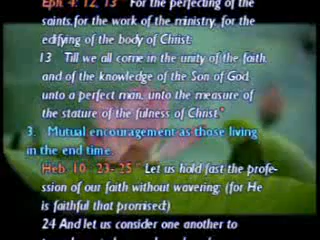 Eph. 4: 12, 13 " For the perfecting of the
saints, for the work of the ministry, for the
edifying of the body of Christ:
13 Till we all come in the unity of the faith,
and of the knowledge of the Son of God,
unto a perfect man, unto the measure of
the stature of the fulness of Christ."
3. Mutual encouragement as those living
in the end time.
Heb. 10, 23- 25 " Let us hold fast the profe-
ssion of our faith without wavering; (for He
is faithful that promised;)
24 And let us consider one another to